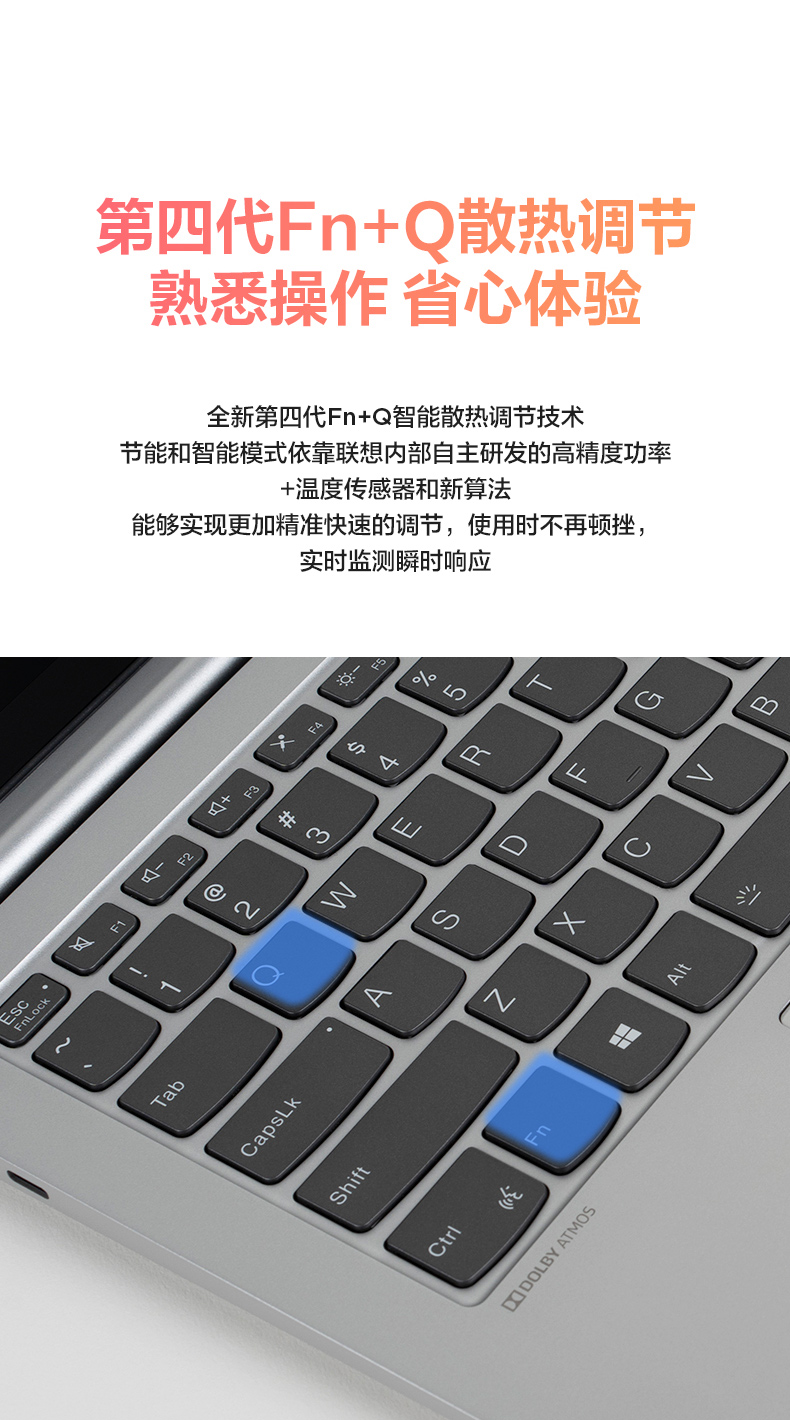 第四代Fn+Q散热调节
熟悉操作 省心体验
全新第四代Fn+Q智能散热调节技术
节能和智能模式依靠联想内部自主研发的高精度功率
+温度传感器和新算法
能够实现更加精准快速的调节，使用时不再顿挫，
实时监测瞬时响应
F5
% 5
T
G
B
F4
$ 4
R
F
V
F3
# 3
E
D
C
F2
@ 2
W
S
X
F1
! 1
Q
A
Z
Alt
Esc
FnLock
~ `
Tab
CapsLk
Shift
Fn
Ctrl
DOLBY ATMOS